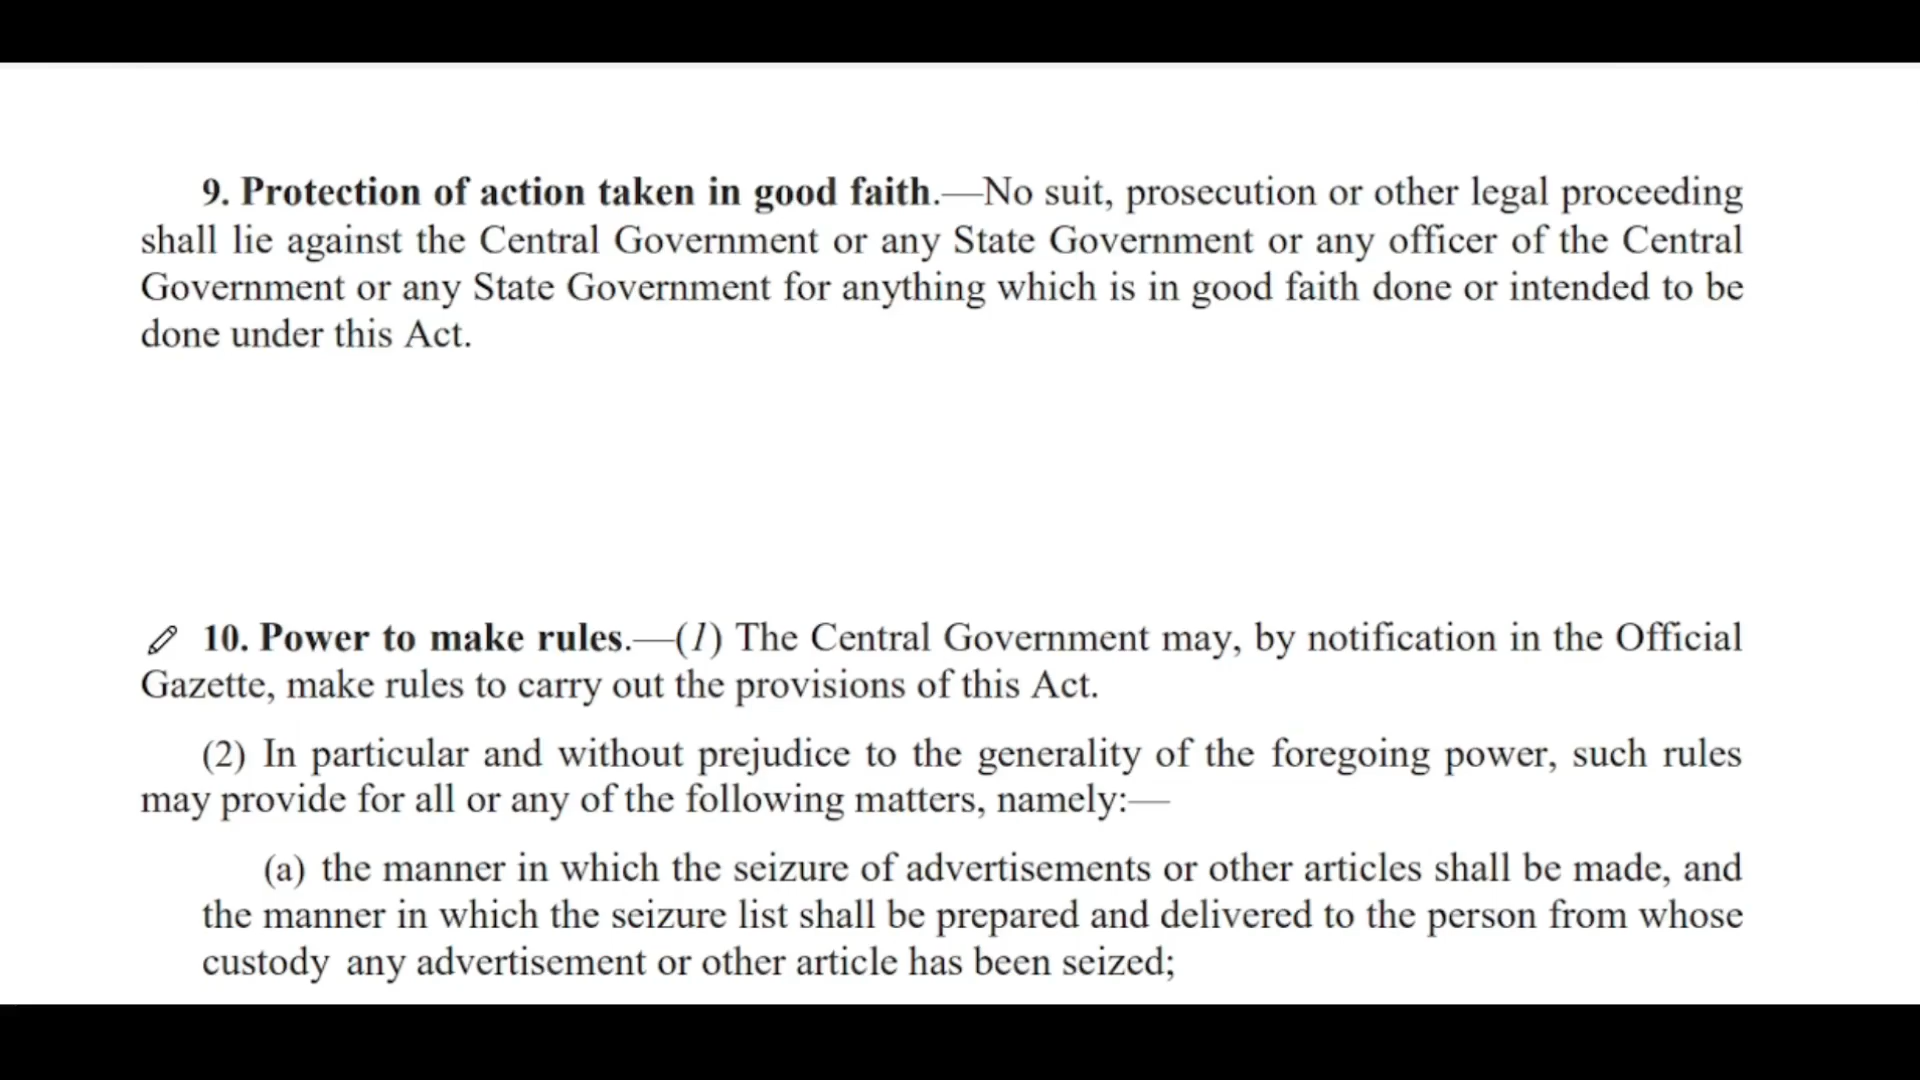 9. Protection of action taken in good faith.—No suit, prosecution or other legal proceeding
shall lie against the Central Government or any State Government or any officer of the Central
Government or any State Government for anything which is in good faith done or intended to be
done under this Act.
10. Power to make rules.—(1) The Central Government may, by notification in the Official
Gazette, make rules to carry out the provisions of this Act.
(2) In particular and without prejudice to the generality of the foregoing power, such rules
may provide for all or any of the following matters, namely:—
(a) the manner in which the seizure of advertisements or other articles shall be made, and
the manner in which the seizure list shall be prepared and delivered to the person from whose
custody any advertisement or other article has been seized;